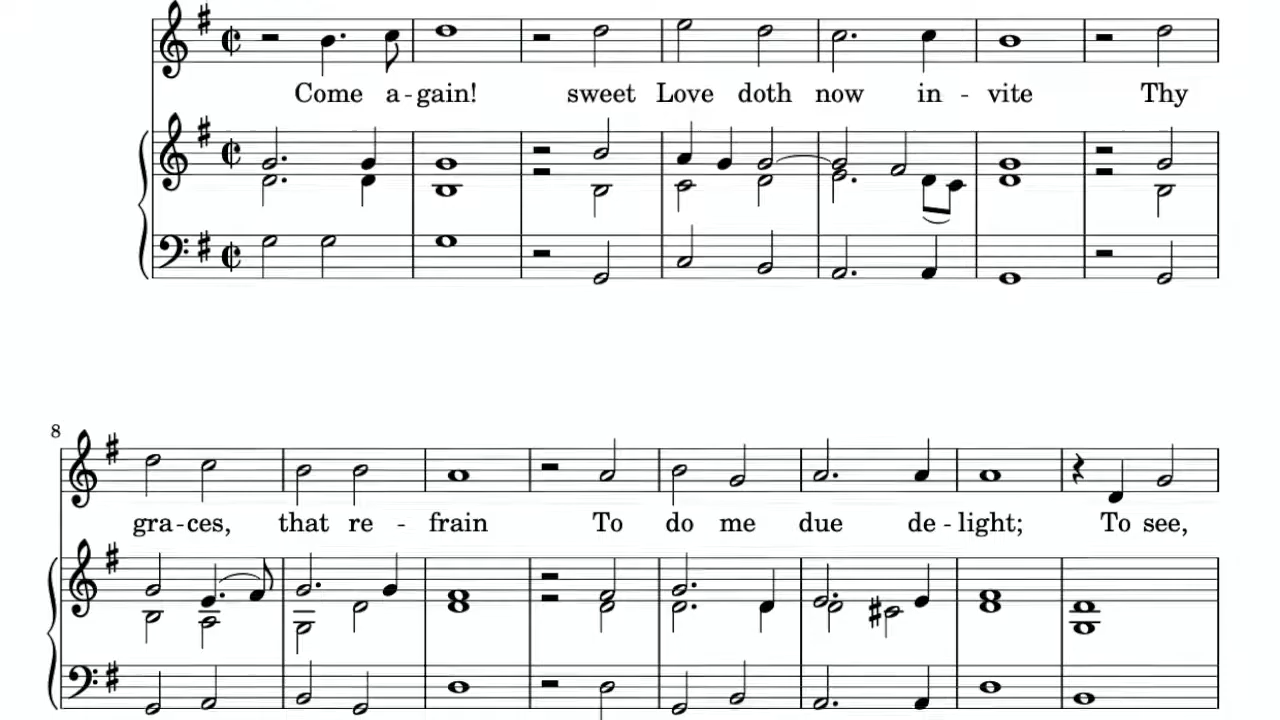 Come a-gain! sweet Love doth now in - vite Thy
8
gra-ces, that re - frain To do me due de-light; To see,